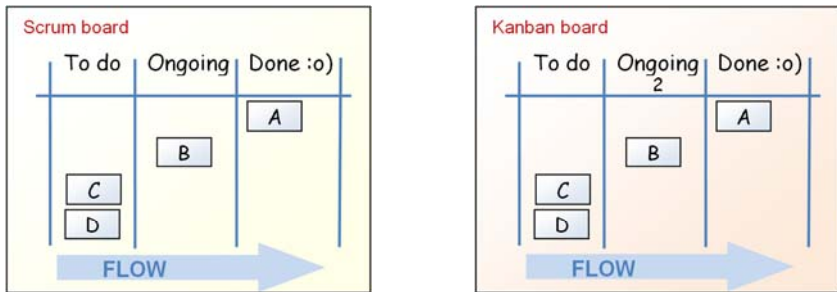 Scrum board
To do Ongoing Done :o)
A
B
C
D
FLOW
Kanban board
To do Ongoing Done :o)
2
A
B
C
D
FLOW